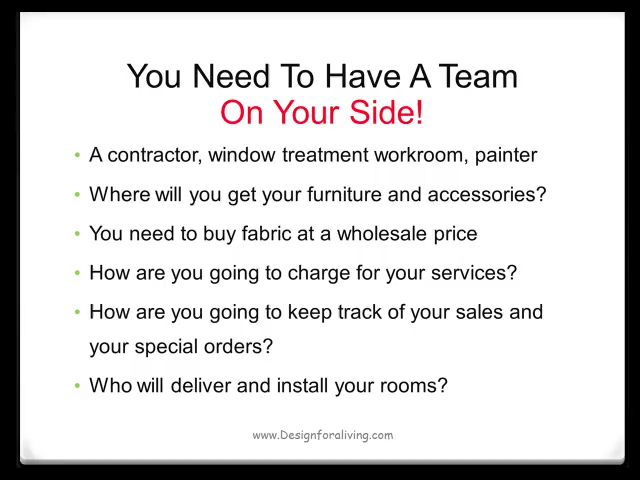 You Need To Have A Team
On Your Side!
• A contractor, window treatment workroom, painter
• Where will you get your furniture and accessories?
• You need to buy fabric at a wholesale price
• How are you going to charge for your services?
• How are you going to keep track of your sales and
your special orders?
• Who will deliver and install your rooms?
www.Designforaliving.com